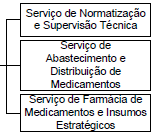 Serviço de Normatização
e Supervisão Técnica
Serviço de
Abastecimento e
Distribuição de
Medicamentos
Serviço de Farmácia de
Medicamentos e Insumos
Estratégicos